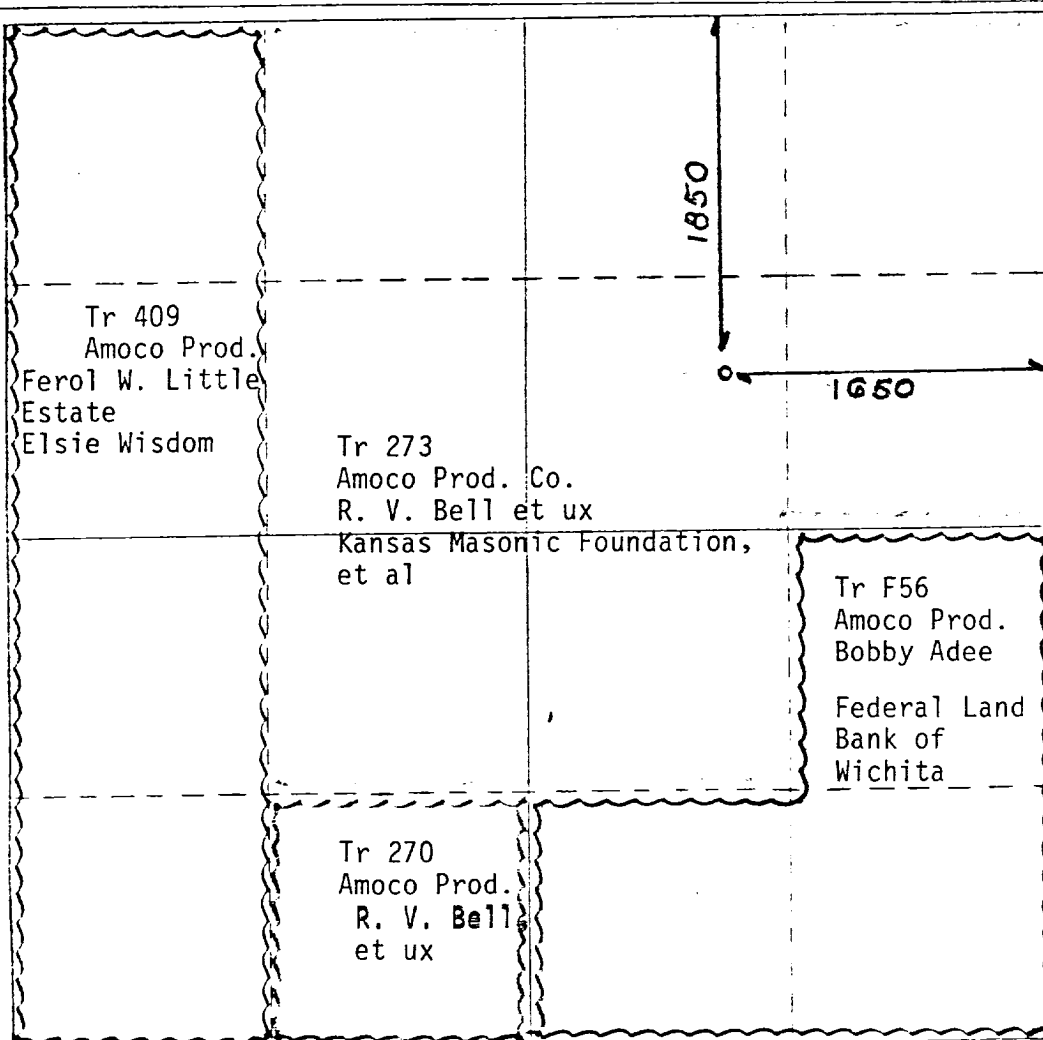 1850
1650
Tr 409
Amoco Prod.
Ferol W. Little
Estate
Elsie Wisdom
Tr 273
Amoco Prod. Co.
R. V. Bell et ux
Kansas Masonic Foundation,
et al
Tr F56
Amoco Prod.
Bobby Adee
Federal Land
Bank of
Wichita
Tr 270
Amoco Prod.
R. V. Bell
et ux